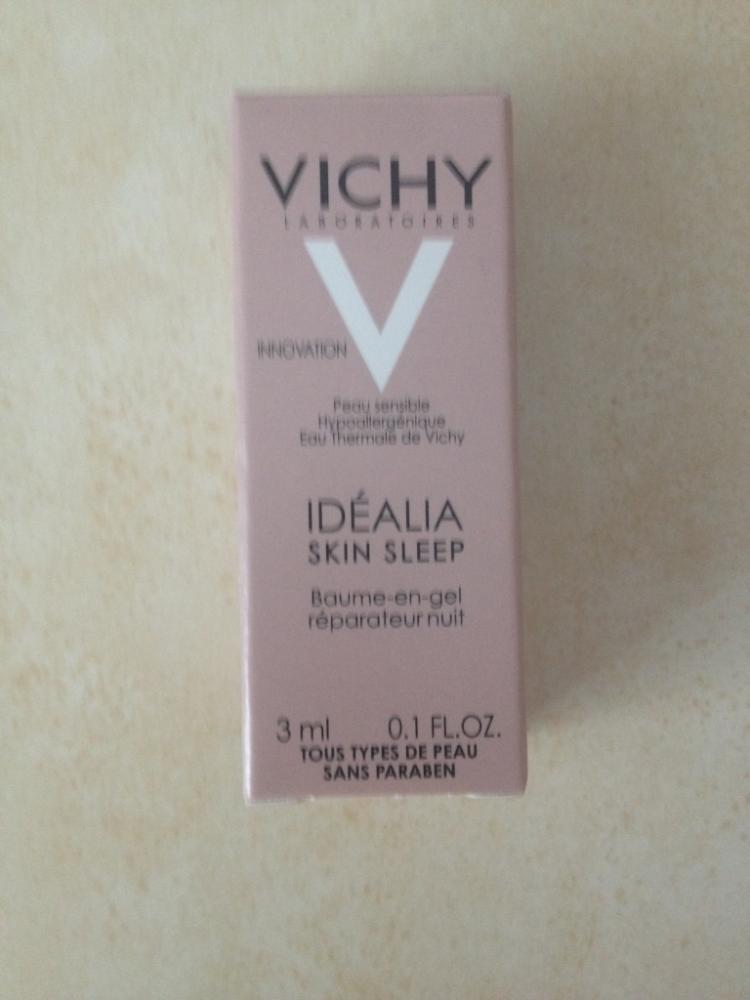 VICHY
LABORATOIRES
V
INNOVATION
Peau sensible
Hypoallergénique
Eau Thermale de Vichy
IDÉALIA
SKIN SLEEP
Baume-en-gel
réparateur nuit
3 ml 0.1 FL.OZ.
TOUS TYPES DE PEAU
SANS PARABEN